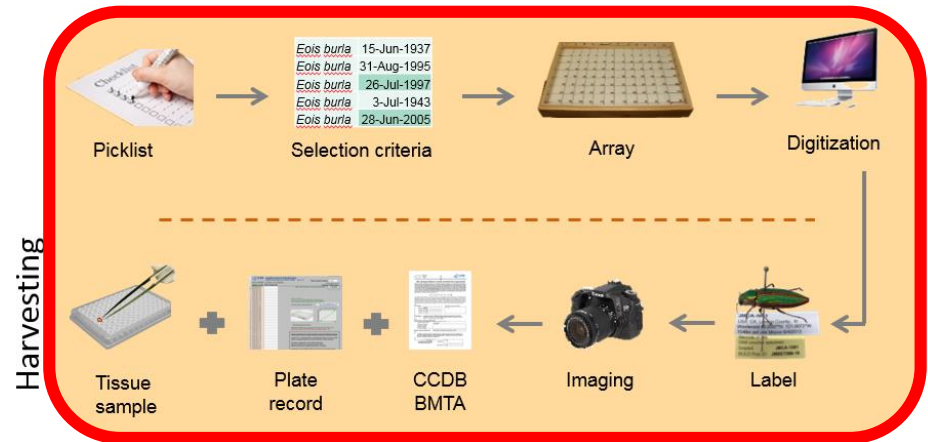 Checklist
Eois burla 15-Jun-1937
Eois burla 31-Aug-1995
Eois burla 26-Jul-1997
Eois burla 3-Jul-1943
Eois burla 28-Jun-2005
Picklist
Selection criteria
Array
Digitization
Harvesting
Tissue
sample
Plate
record
CCDB
BMTA
Imaging
Label